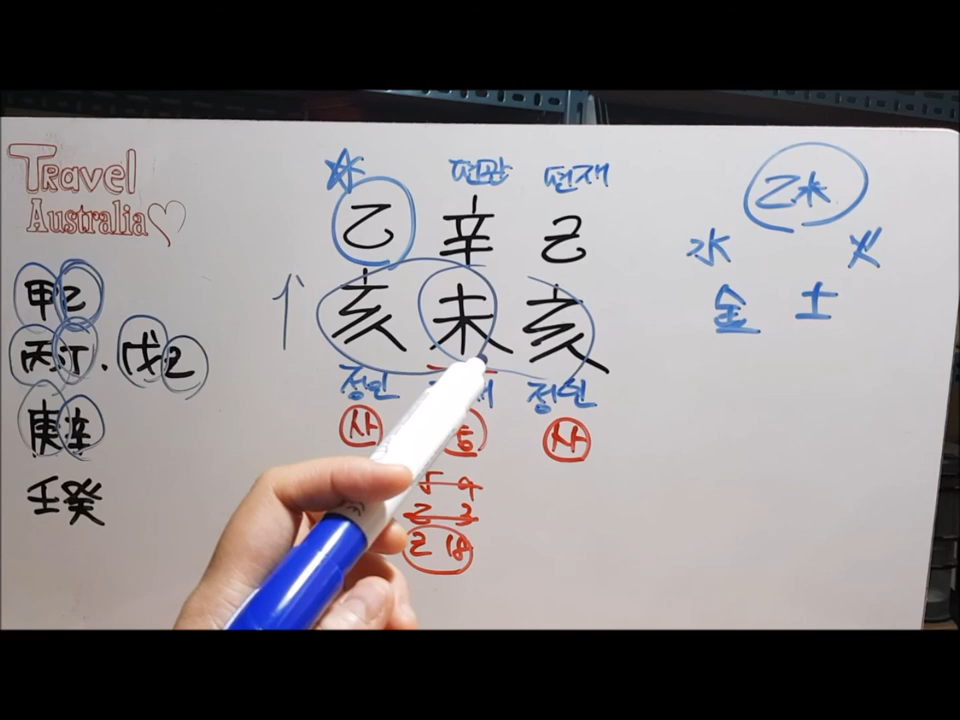 Travel
Australia
甲乙
丙丁.戊己
庚辛
壬癸
편관 편재
乙 辛 己
亥 未 亥
정인 정인
사 사
乙木
水 火
金 土